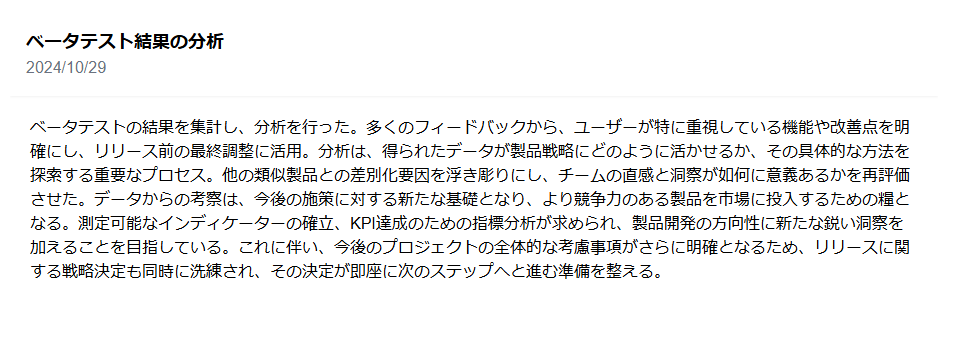 ベータテスト結果の分析
2024/10/29
ベータテストの結果を集計し、分析を行った。多くのフィードバックから、ユーザーが特に重視している機能や改善点を明
確にし、リリース前の最終調整に活用。分析は、得られたデータが製品戦略にどのように活かせるか、その具体的な方法を
探索する重要なプロセス。他の類似製品との差別化要因を浮き彫りにし、チームの直感と洞察が如何に意義あるかを再評価
させた。データからの考察は、今後の施策に対する新たな基礎となり、より競争力のある製品を市場に投入するための糧と
なる。測定可能なインディケーターの確立、KPI達成のための指標分析が求められ、製品開発の方向性に新たな鋭い洞察を
加えることを目指している。これに伴い、今後のプロジェクトの全体的な考慮事項がさらに明確となるため、リリースに関
する戦略決定も同時に洗練され、その決定が即座に次のステップへと進む準備を整える。